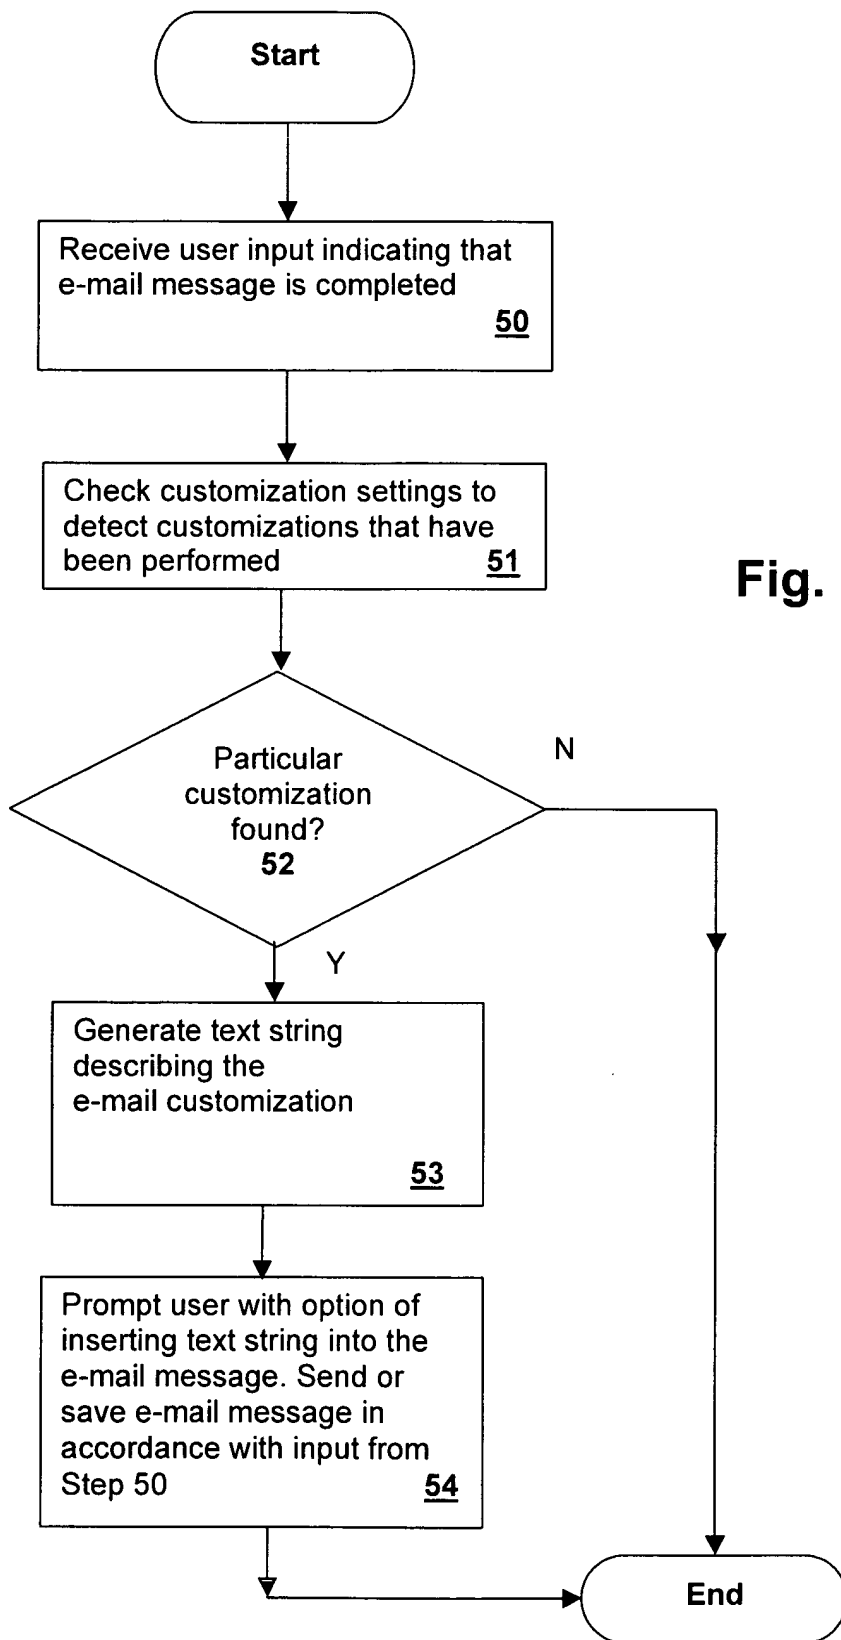 Start
Receive user input indicating that
e-mail message is completed
50
Check customization settings to
detect customizations that have
been performed 51
Fig.
Particular
customization
found?
52
N
Y
Generate text string
describing the
e-mail customization
53
Prompt user with option of
inserting text string into the
e-mail message. Send or
save e-mail message in
accordance with input from
Step 50 54
End